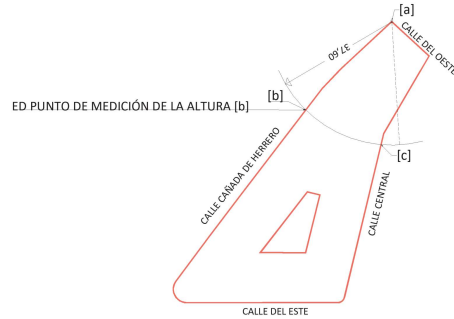 [a]
CALLE DEL OESTE
37,60
[b]
ED PUNTO DE MEDICIÓN DE LA ALTURA [b]
[c]
CALLE CAÑADA DE HERRERO
CALLE CENTRAL
CALLE DEL ESTE